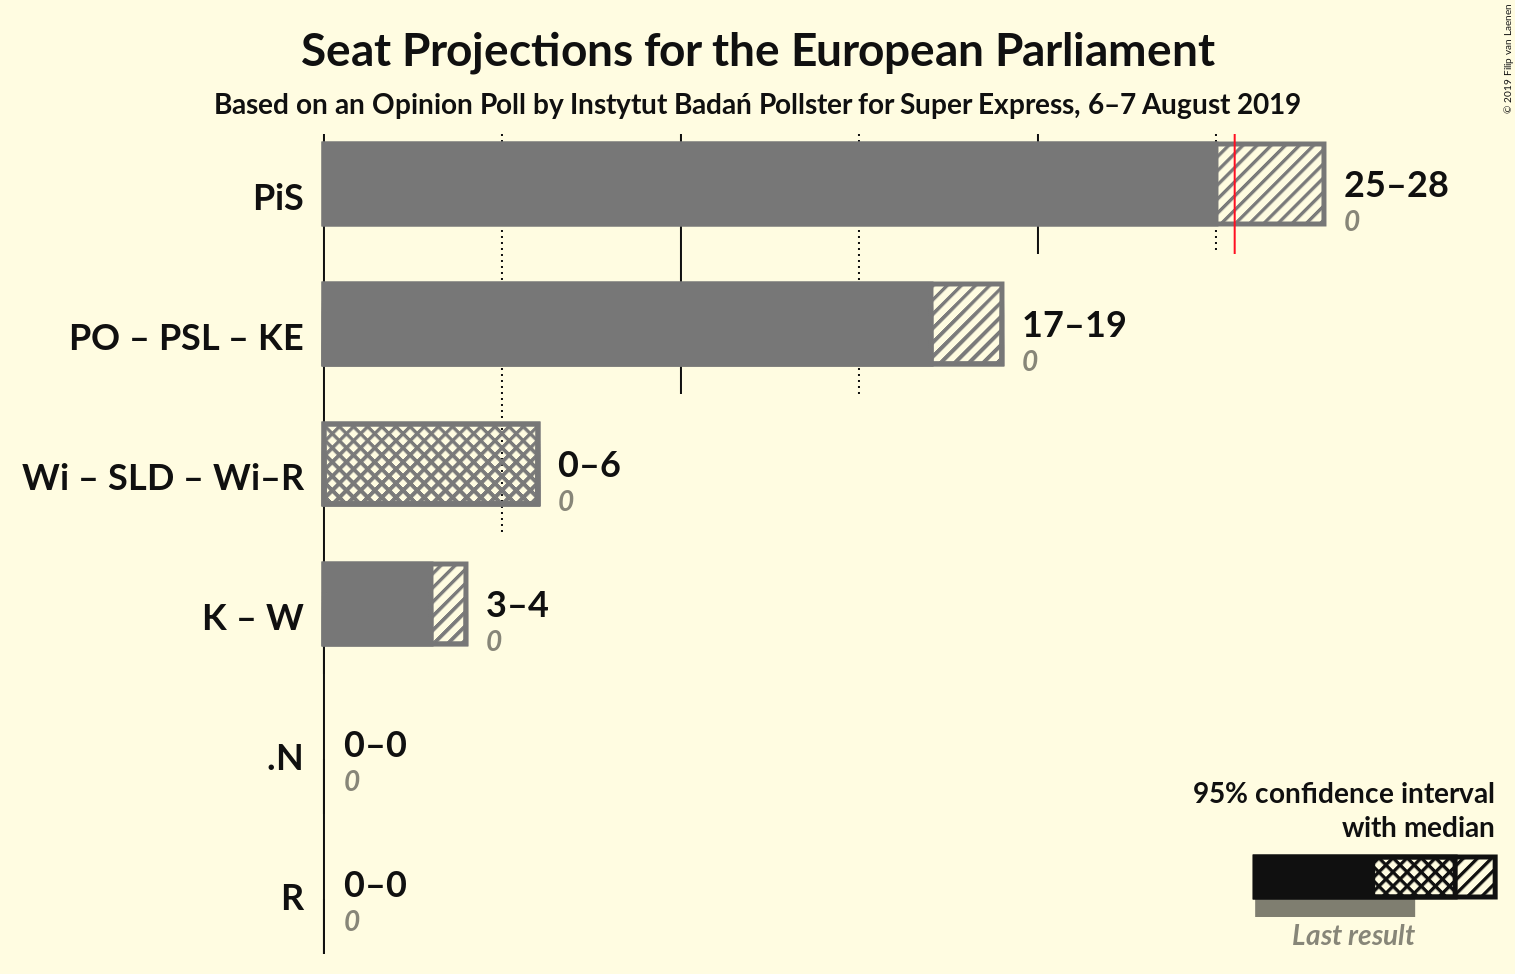 Seat Projections for the European Parliament
Based on an Opinion Poll by Instytut Badań Pollster for Super Express, 6–7 August 2019
© 2019 Filip van Laenen
PiS
25–28
0
PO – PSL – KE
17–19
0
Wi – SLD – Wi–R
0–6
0
K – W
3–4
0
.N
0–0
0
R
0–0
0
95% confidence interval
with median
Last result